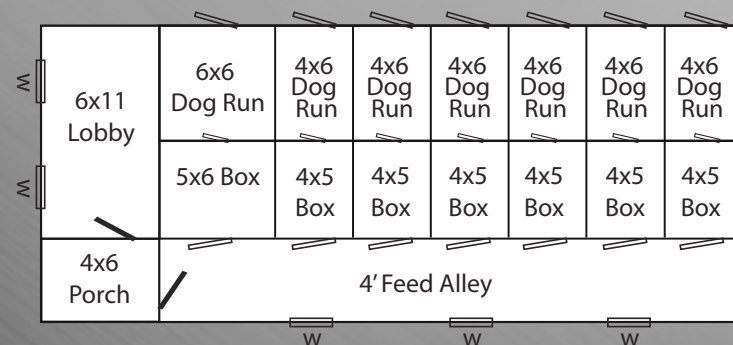 W
W
6x11
Lobby
6x6
Dog Run
4x6
Dog
Run
4x6
Dog
Run
4x6
Dog
Run
4x6
Dog
Run
4x6
Dog
Run
4x6
Dog
Run
5x6 Box
4x5
Box
4x5
Box
4x5
Box
4x5
Box
4x5
Box
4x5
Box
4x6
Porch
4' Feed Alley
W
W
W